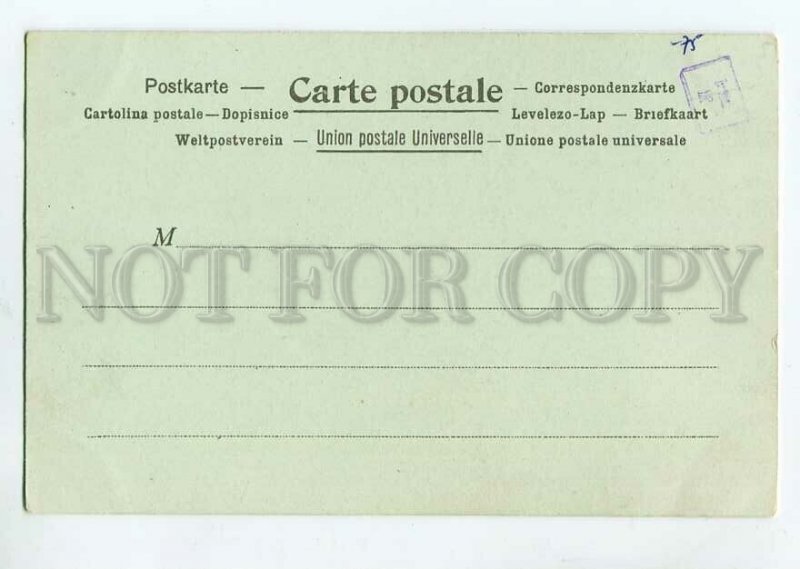 -75
Postkarte — Carte postale — Correspondenzkarte
Cartolina postale — Dopisnice Levelezo-Lap — Briefkaart
Weltpostverein — Union postale Universelle — Unione postale universale
M
NOT FOR COPY